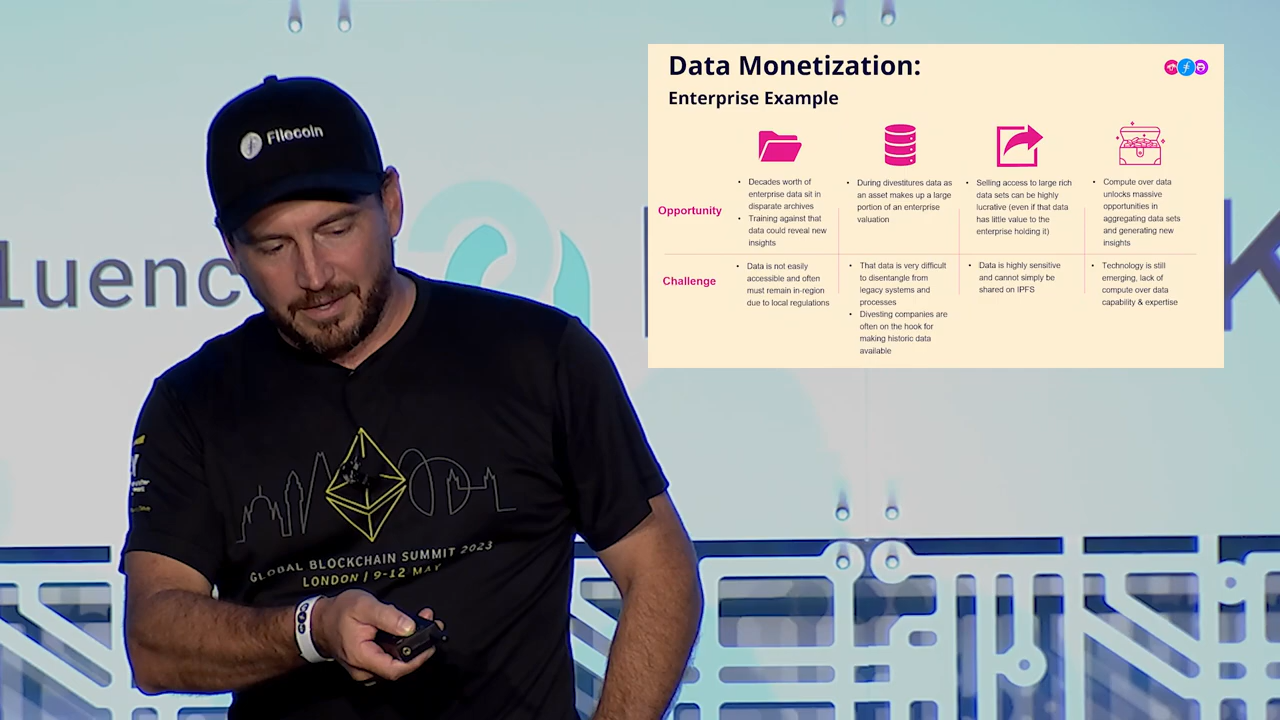 Data Monetization:
Enterprise Example
Opportunity
• Decades worth of
enterprise data sit in
disparate archives
• Training against that
data could reveal new
insights
• During divestitures data as
an asset makes up a large
portion of an enterprise
valuation
• Selling access to large rich
data sets can be highly
lucrative (even if that data
has little value to the
enterprise holding it)
• Compute over data
unlocks massive
opportunities in
aggregating data sets
and generating new
insights
Challenge
• Data is not easily
accessible and often
must remain in-region
due to local regulations
• That data is very difficult
to disentangle from
legacy systems and
processes
• Divesting companies are
often on the hook for
making historic data
available
• Data is highly sensitive
and cannot simply be
shared on IPFS
• Technology is still
emerging, lack of
compute over data
capability & expertise
Filecoin
luenc
GLOBAL BLOCKCHAIN SUMMIT 2023
LONDON | 9-12 MAY